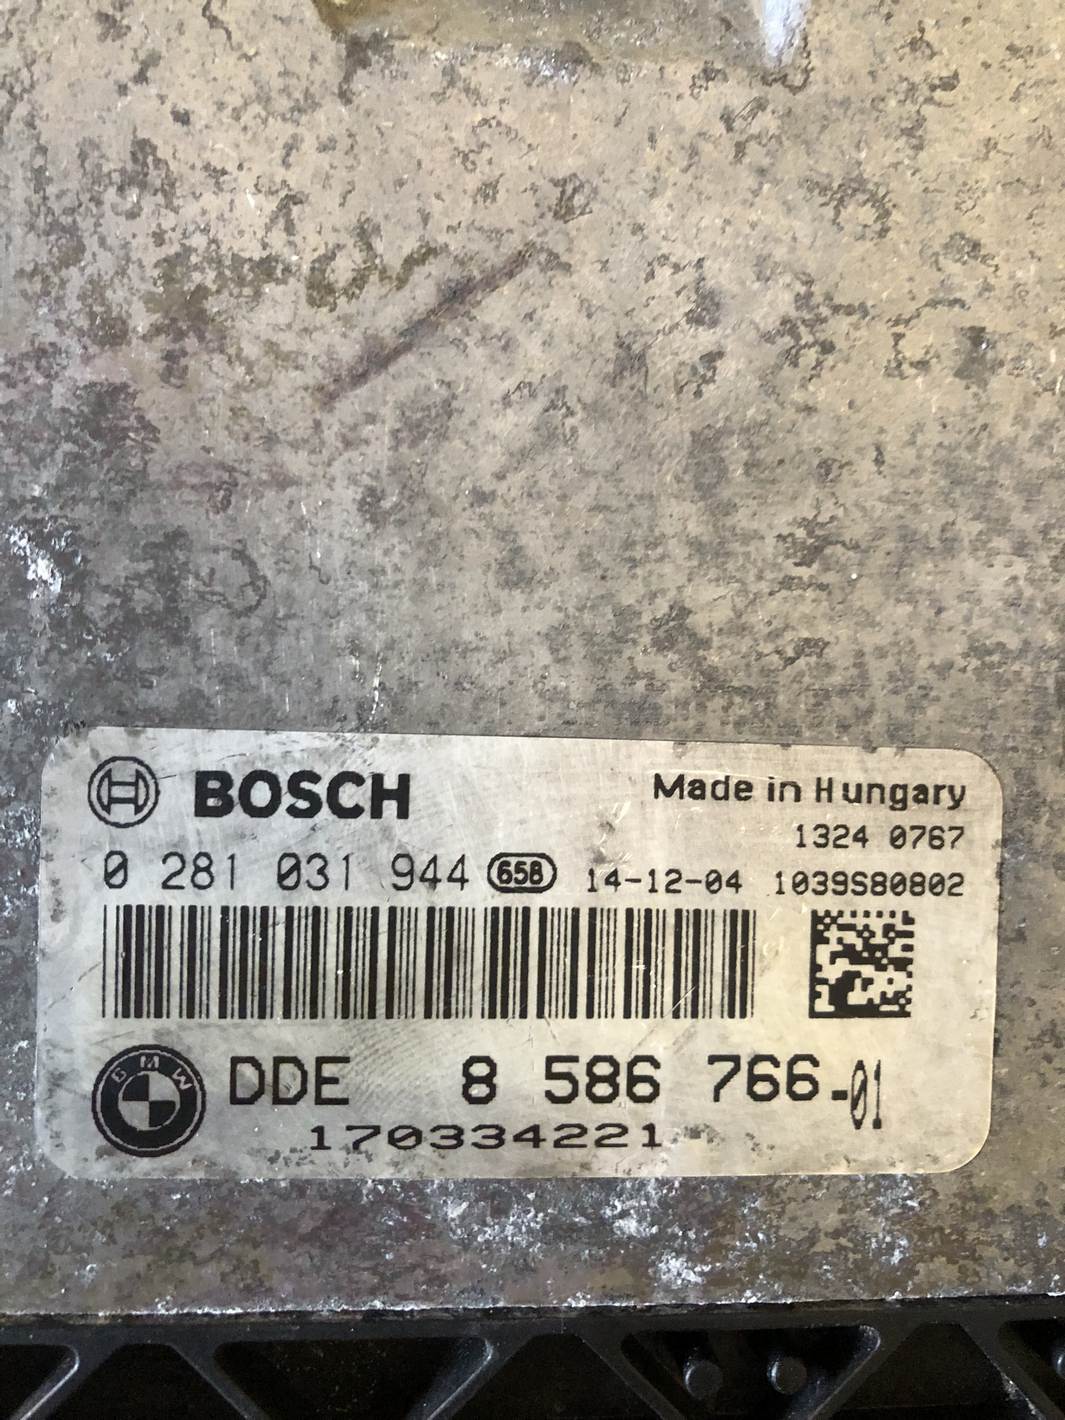 BOSCH
Made in Hungary
1324 0767
0 281 031 944 658 14-12-04 1039S80802
BMW
DDE 8 586 766-01
170334221